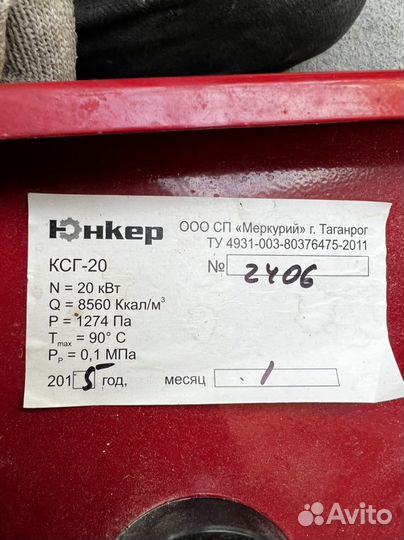 Юнкер
ООО СП «Меркурий» г. Таганрог
ТУ 4931-003-80376475-2011
КСГ-20 № 2406
N = 20 кВт
Q = 8560 Ккал/м³
P = 1274 Па
Tmax = 90° C
PP = 0,1 МПа
2015 год, месяц 1
Avito